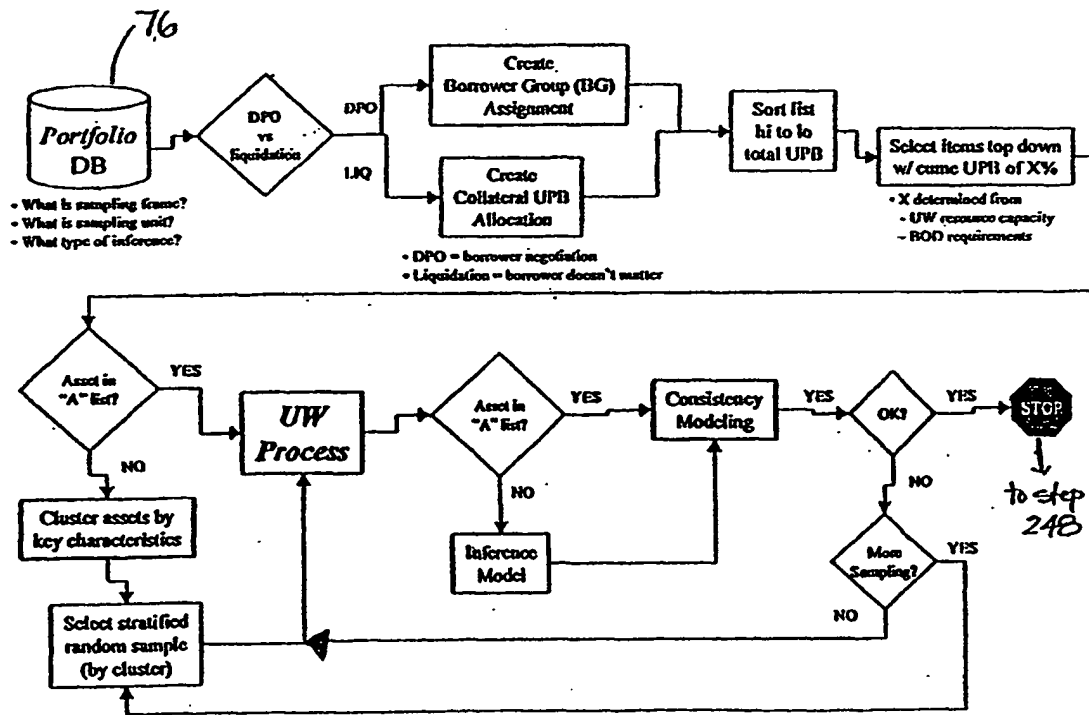 76
Portfolio
DB
• What is sampling frame?
• What is sampling unit?
• What type of inference?
DPO
vs
liquidation
DPO
LIQ
Create
Borrower Group (BG)
Assignment
Create
Collateral UPB
Allocation
• DPO = borrower negotiation
• Liquidation = borrower doesn't matter
Sort list
hi to lo
total UPB
Select items top down
w/ cume UPB of X%
• X determined from
- UW resource capacity
- BOD requirements
Asset in
"A" list?
YES
NO
Cluster assets by
key characteristics
Select stratified
random sample
(by cluster)
UW
Process
Asset in
"A" list?
YES
NO
Inference
Model
Consistency
Modeling
YES
OK?
YES
NO
STOP
to step
248
More
Sampling?
YES
NO